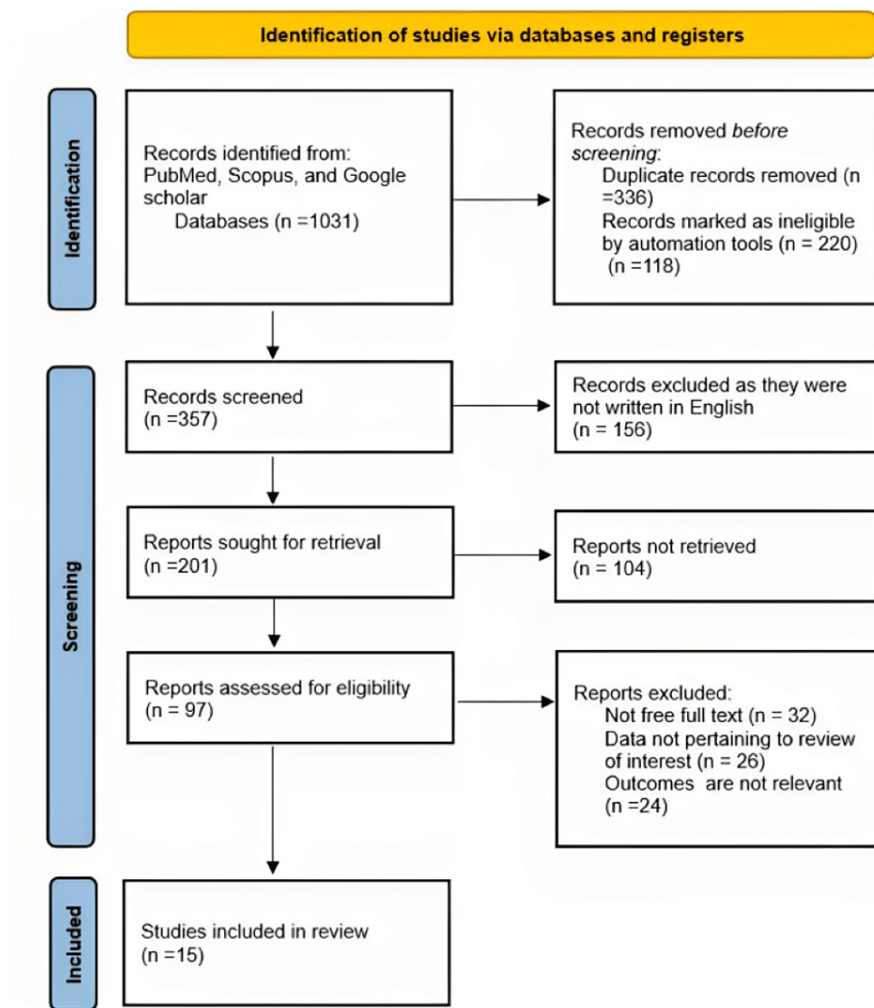 Identification of studies via databases and registers
Identification
Records identified from:
PubMed, Scopus, and Google
scholar
Databases (n =1031)
Records removed before
screening:
Duplicate records removed (n
=336)
Records marked as ineligible
by automation tools (n = 220)
(n =118)
Screening
Records screened
(n =357)
Records excluded as they were
not written in English
(n = 156)
Reports sought for retrieval
(n =201)
Reports not retrieved
(n = 104)
Reports assessed for eligibility
(n = 97)
Reports excluded:
Not free full text (n = 32)
Data not pertaining to review
of interest (n = 26)
Outcomes are not relevant
(n =24)
Included
Studies included in review
(n =15)